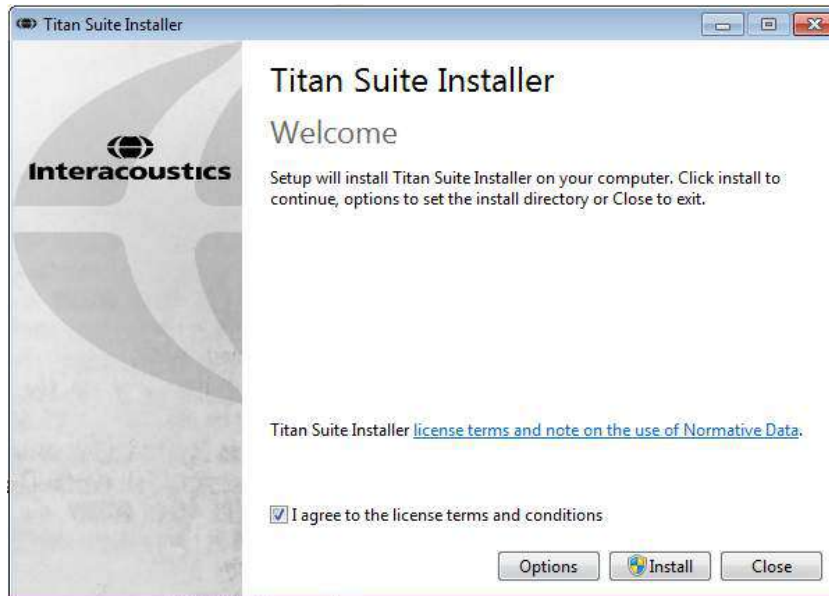 Titan Suite Installer
Titan Suite Installer
Welcome
Interacoustics
Setup will install Titan Suite Installer on your computer. Click install to
continue, options to set the install directory or Close to exit.
Titan Suite Installer license terms and note on the use of Normative Data.
I agree to the license terms and conditions
Options Install Close